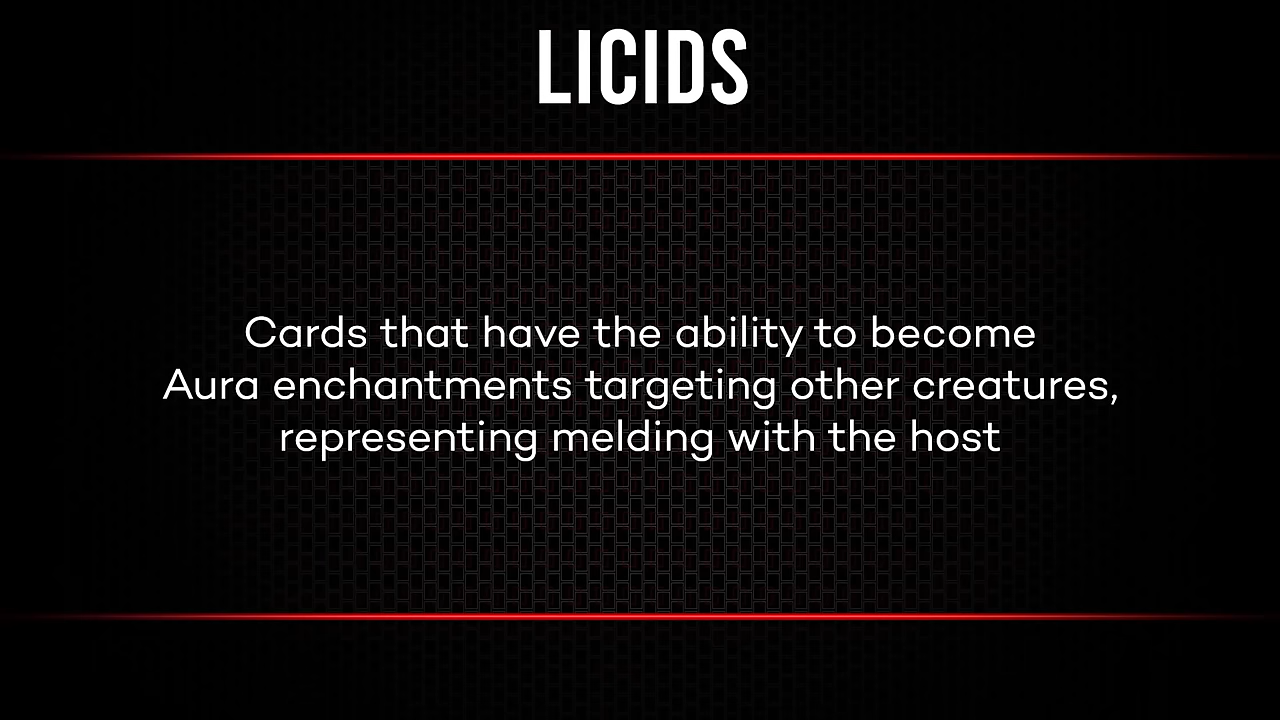 LICIDS
Cards that have the ability to become
Aura enchantments targeting other creatures,
representing melding with the host